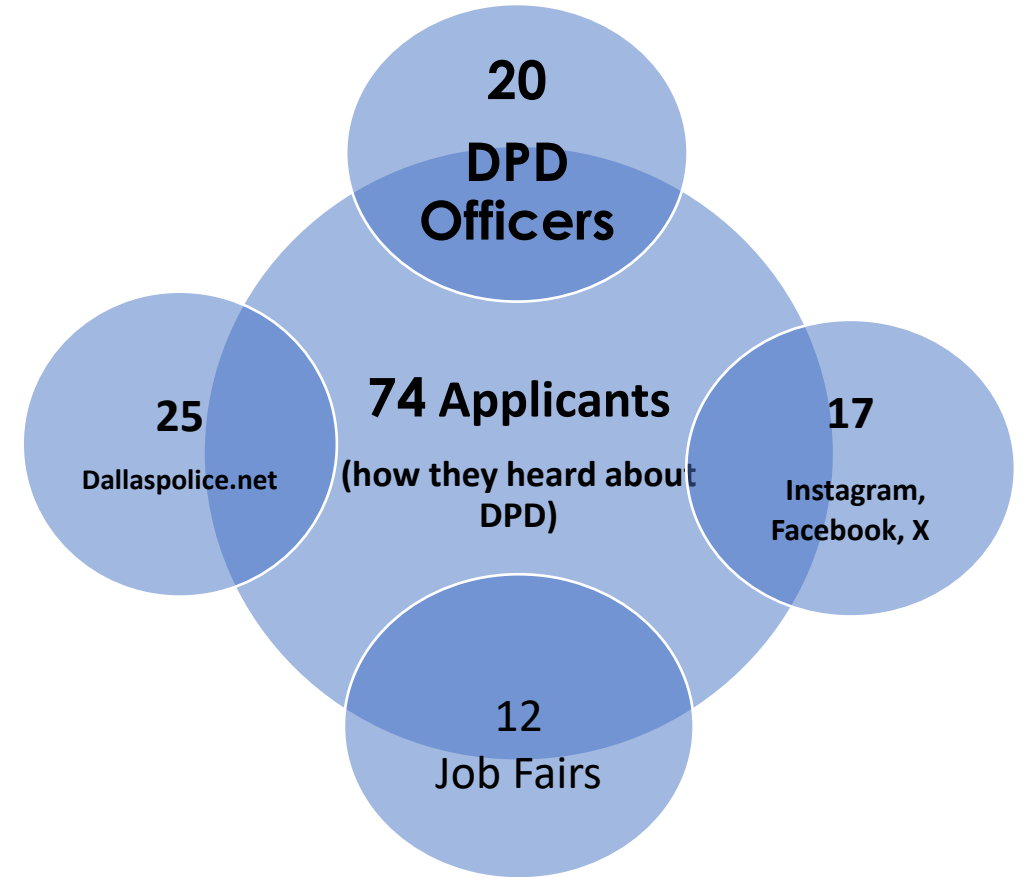 20
DPD
Officers
74 Applicants
(how they heard about
DPD)
25
Dallaspolice.net
17
Instagram,
Facebook, X
12
Job Fairs